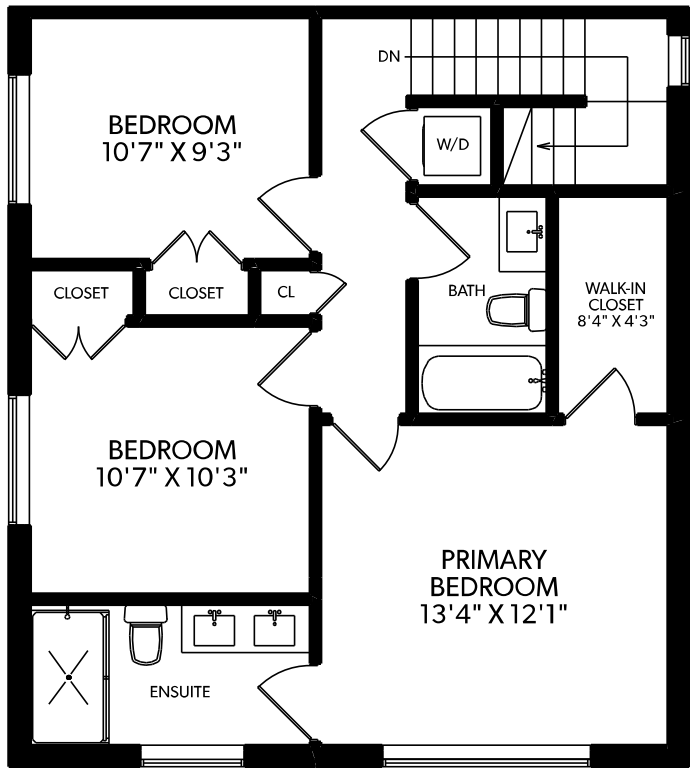 DN
BEDROOM
10'7" X 9'3"
W/D
CLOSET
CLOSET
CL
BATH
WALK-IN
CLOSET
8'4" X 4'3"
BEDROOM
10'7" X 10'3"
PRIMARY
BEDROOM
13'4" X 12'1"
ENSUITE